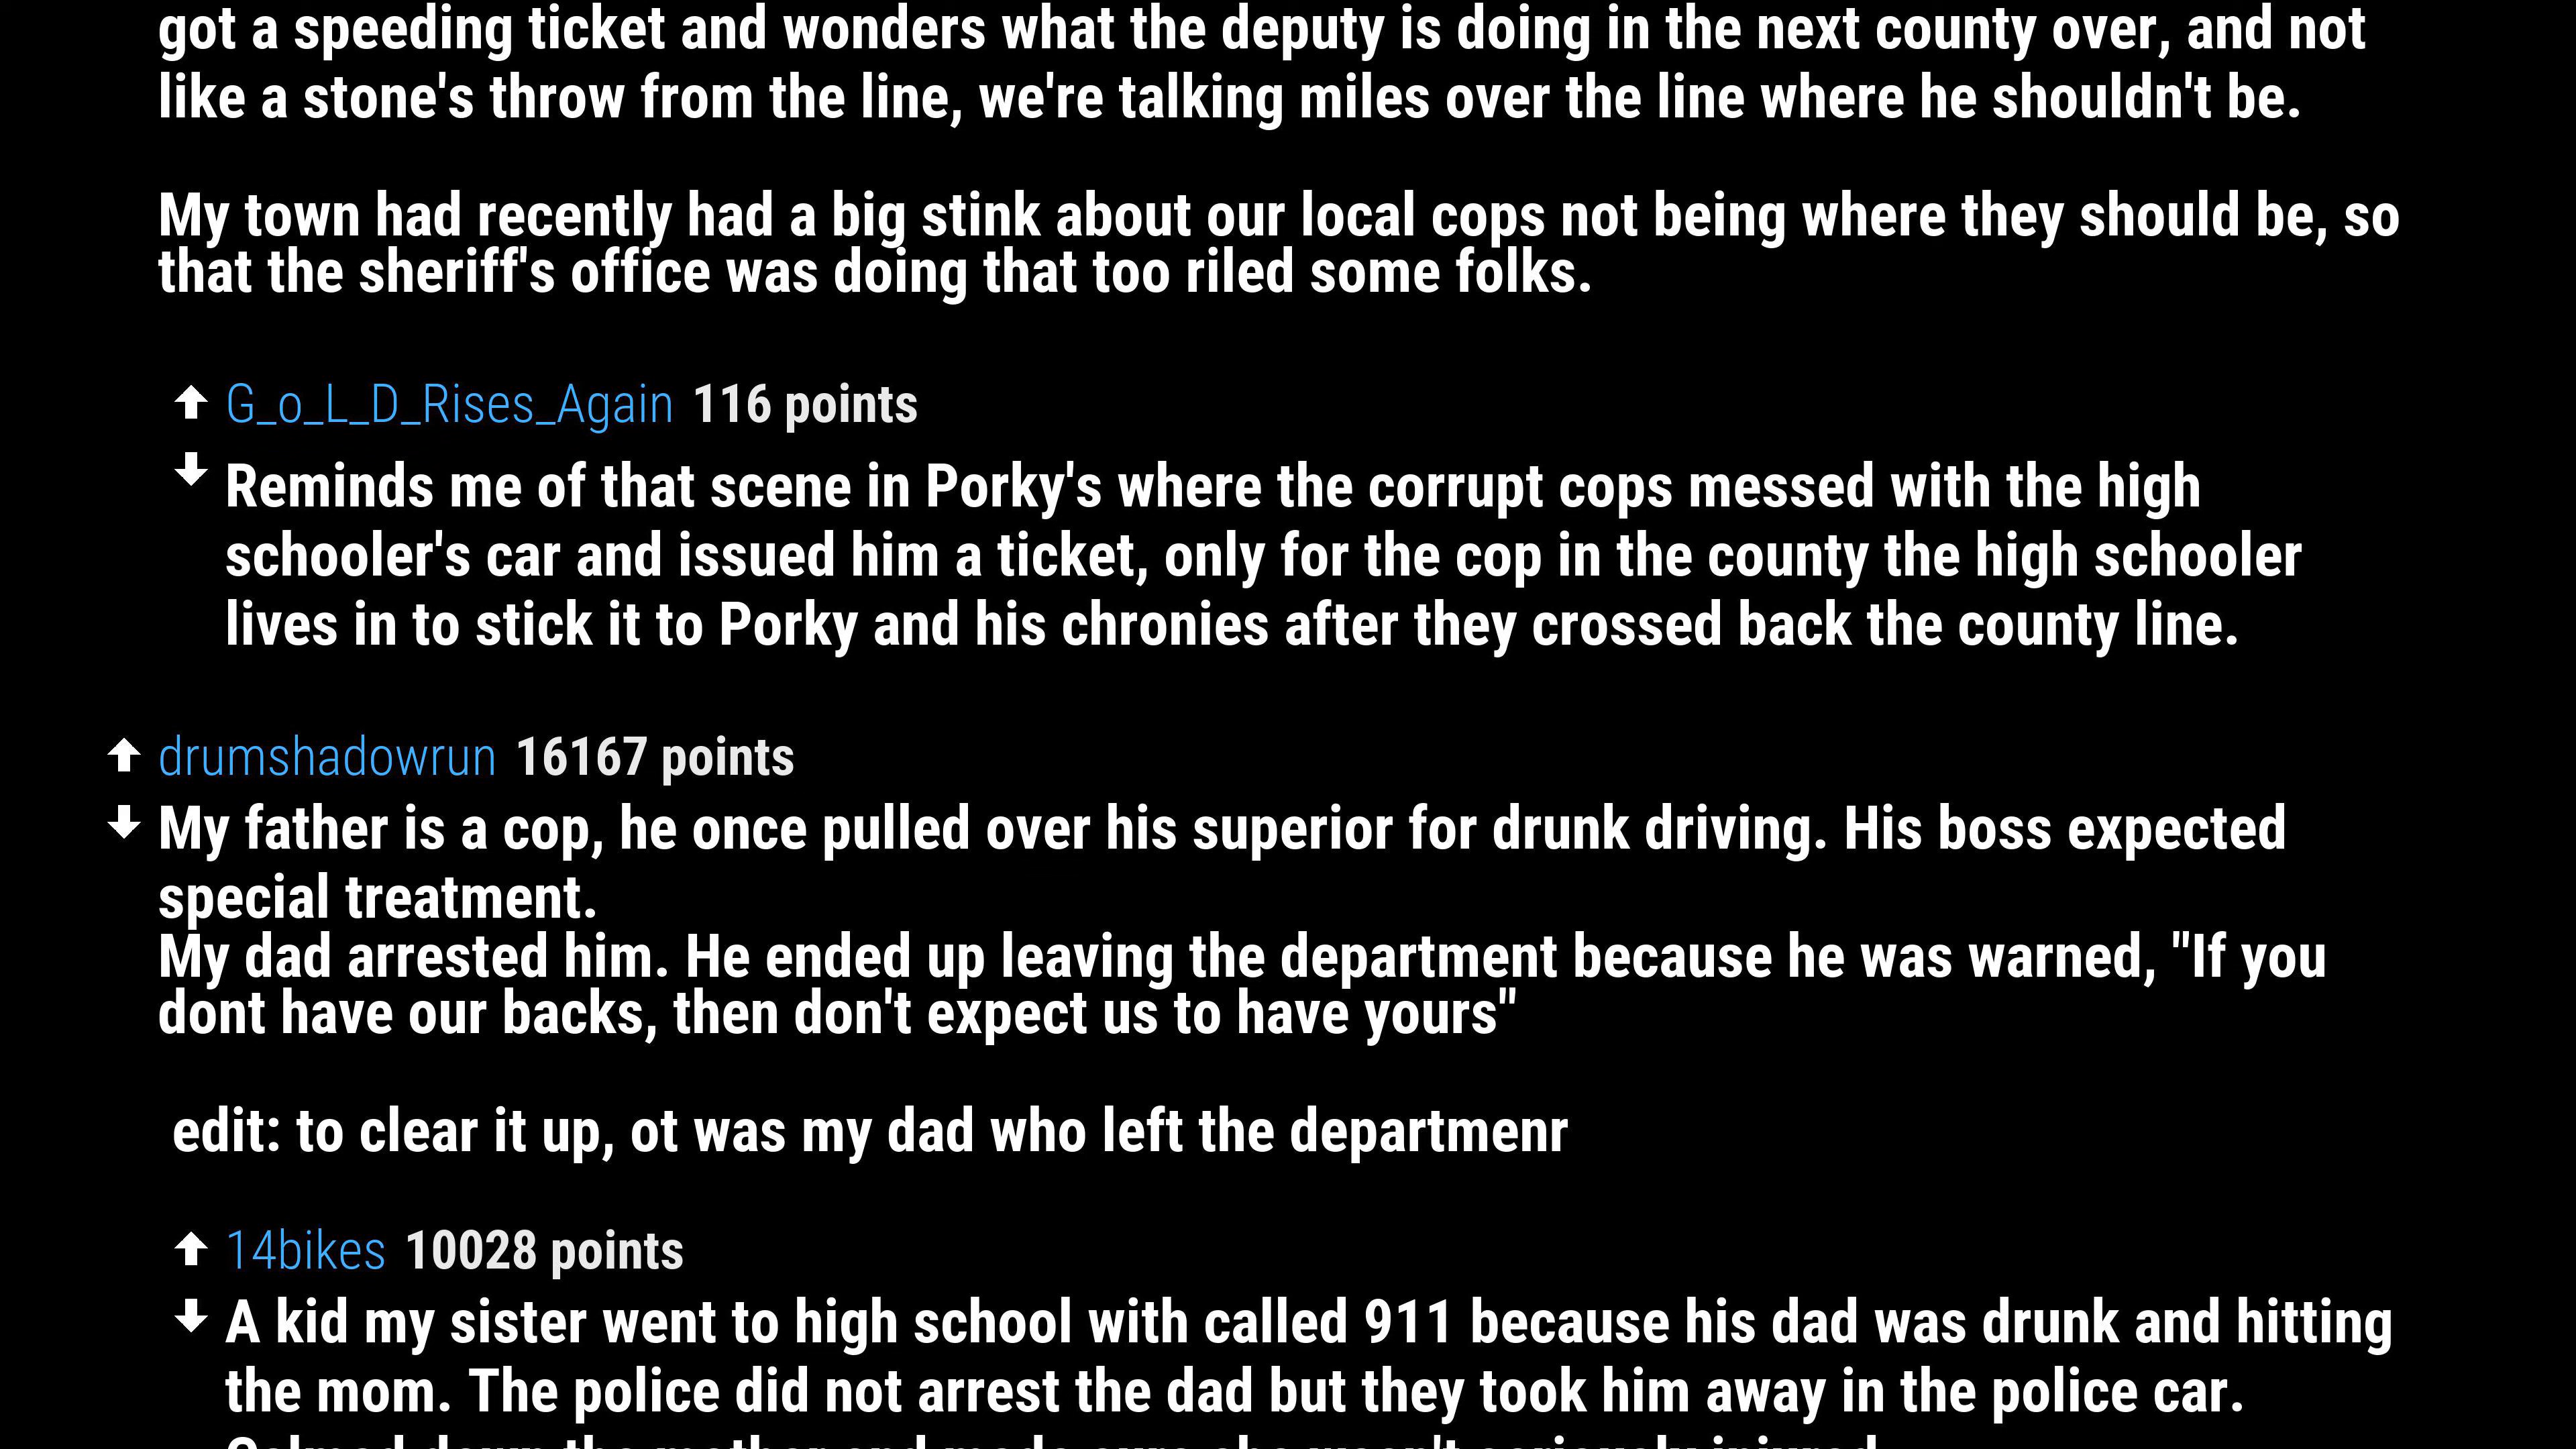 got a speeding ticket and wonders what the deputy is doing in the next county over, and not
like a stone's throw from the line, we're talking miles over the line where he shouldn't be.
My town had recently had a big stink about our local cops not being where they should be, so
that the sheriff's office was doing that too riled some folks.
G_o_L_D_Rises_Again 116 points
Reminds me of that scene in Porky's where the corrupt cops messed with the high
schooler's car and issued him a ticket, only for the cop in the county the high schooler
lives in to stick it to Porky and his chronies after they crossed back the county line.
drumshadowrun 16167 points
My father is a cop, he once pulled over his superior for drunk driving. His boss expected
special treatment.
My dad arrested him. He ended up leaving the department because he was warned, "If you
dont have our backs, then don't expect us to have yours"
edit: to clear it up, ot was my dad who left the departmenr
14bikes 10028 points
A kid my sister went to high school with called 911 because his dad was drunk and hitting
the mom. The police did not arrest the dad but they took him away in the police car.
Calmed down the mother and made sure she wasn't seriously injured